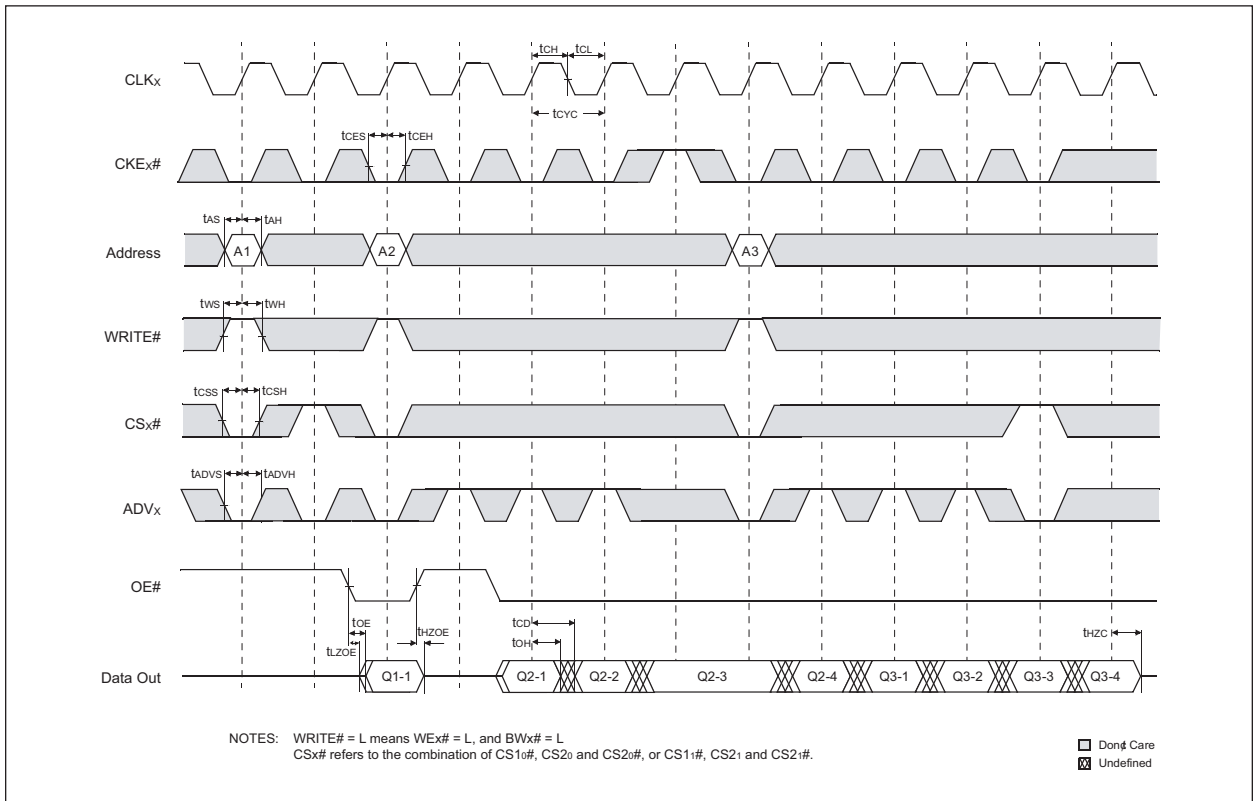 tCH tCL
CLKx
tCYC
tCES tCEH
CKEx#
tAS tAH
Address A1 A2 A3
tWS tWH
WRITE#
tCSS tCSH
CSx#
tADVS tADVH
ADVx
OE#
tOE tHZOE tCD tHZC
tLZOE tOH
Data Out Q1-1 Q2-1 Q2-2 Q2-3 Q2-4 Q3-1 Q3-2 Q3-3 Q3-4
NOTES: WRITE# = L means WEx# = L, and BWx# = L
CSx# refers to the combination of CS10#, CS20 and CS20#, or CS11#, CS21 and CS21#.
Don¢ Care
Undefined